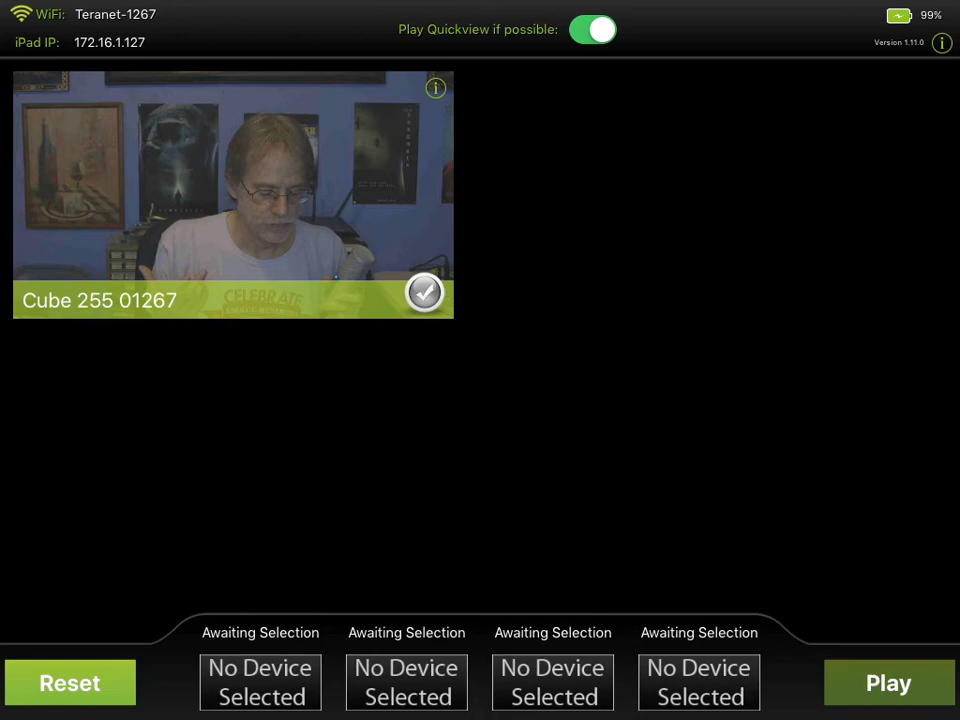 WiFi: Teranet-1267
iPad IP: 172.16.1.127
Play Quickview if possible:
99%
Version 1.11.0
Cube 255 01267
CELEBRATE
Awaiting Selection
No Device
Selected
Awaiting Selection
No Device
Selected
Awaiting Selection
No Device
Selected
Awaiting Selection
No Device
Selected
Reset
Play